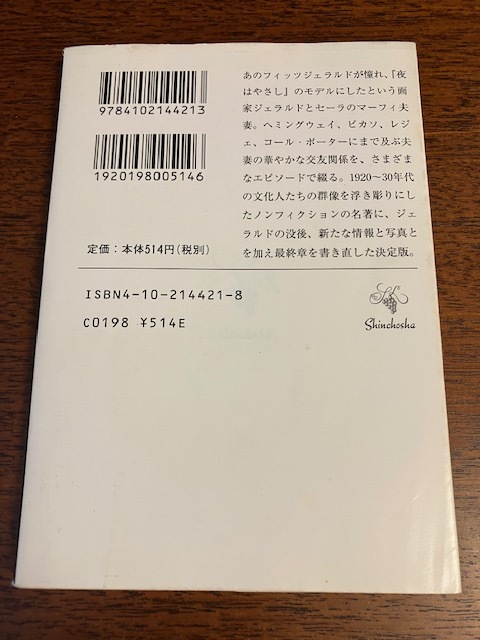 9784102144213
1920198005146
定価：本体514円（税別）
あのフィッツジェラルドが憧れ、『夜
はやさし』のモデルにしたという画
家ジェラルドとセーラのマーフィ夫
妻。ヘミングウェイ、ピカソ、レジ
ェ、コール・ポーターにまで及ぶ夫
妻の華やかな交友関係を、さまざま
なエピソードで綴る。1920〜30年代
の文化人たちの群像を浮き彫りにし
たノンフィクションの名著に、ジェ
ラルドの没後、新たな情報と写真と
を加え最終章を書き直した決定版。
ISBN4-10-214421-8
C0198 ¥514E
Shinchosha